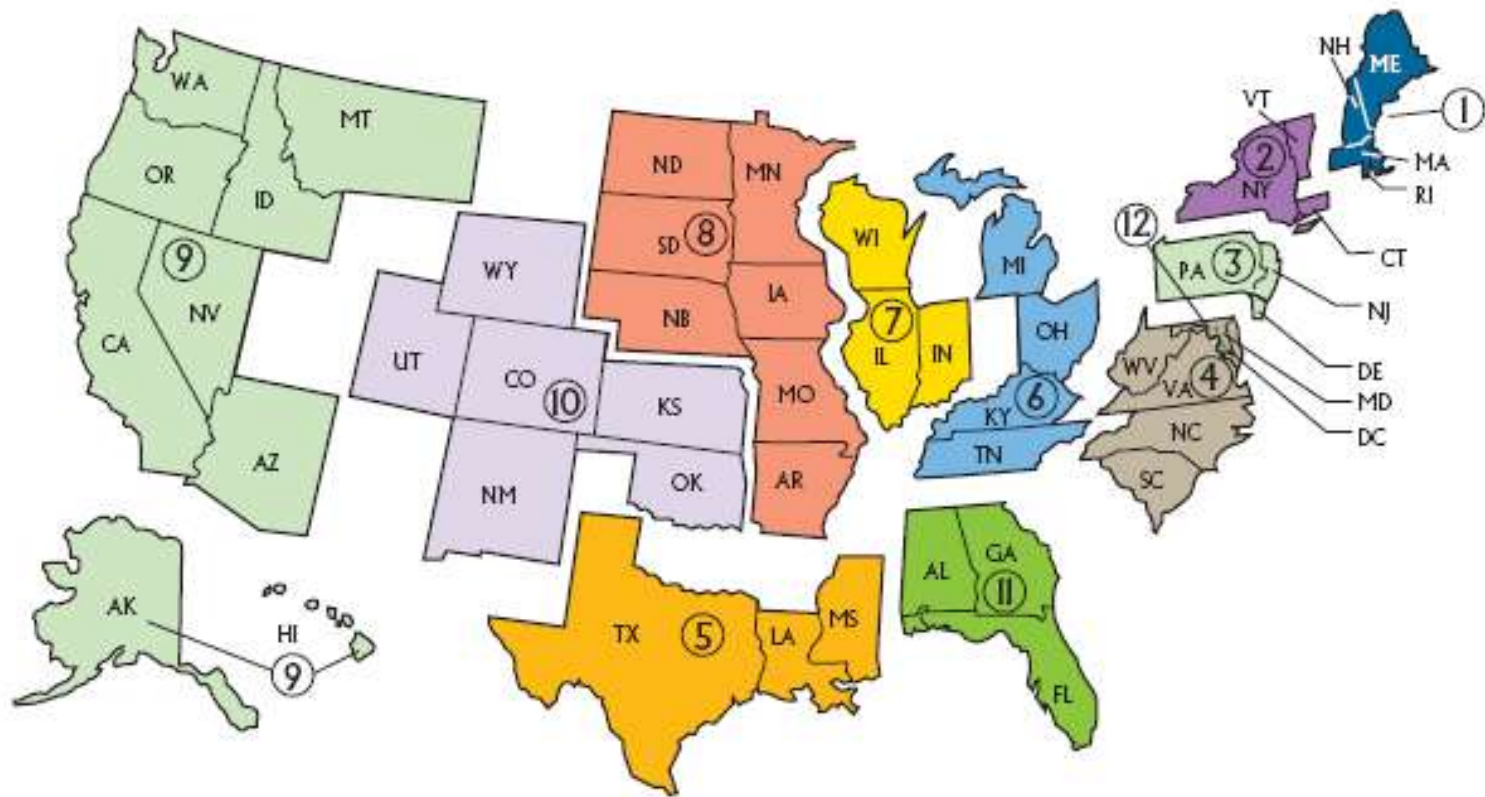 WA
MT
OR
ID
9
NV
CA
AZ
WY
UT
CO
10
KS
NM
OK
ND
MN
SD
8
IA
NB
MO
AR
WI
7
IL
IN
MI
OH
KY
6
TN
NH
ME
1
VT
2
NY
MA
RI
CT
12
PA
3
NJ
DE
WV
VA
4
MD
DC
NC
SC
AK
HI
9
TX
5
LA
MS
AL
GA
11
FL